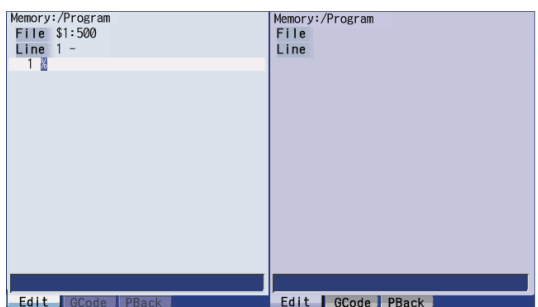 Memory:/Program
File $1:500
Line 1 -
1 %
Edit GCode PBack
Memory:/Program
File
Line
Edit GCode PBack